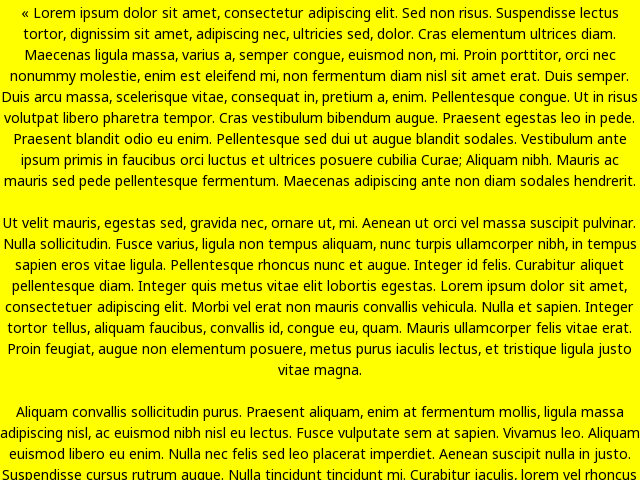 « Lorem ipsum dolor sit amet, consectetur adipiscing elit. Sed non risus. Suspendisse lectus
tortor, dignissim sit amet, adipiscing nec, ultricies sed, dolor. Cras elementum ultrices diam.
Maecenas ligula massa, varius a, semper congue, euismod non, mi. Proin porttitor, orci nec
nonummy molestie, enim est eleifend mi, non fermentum diam nisl sit amet erat. Duis semper.
Duis arcu massa, scelerisque vitae, consequat in, pretium a, enim. Pellentesque congue. Ut in risus
volutpat libero pharetra tempor. Cras vestibulum bibendum augue. Praesent egestas leo in pede.
Praesent blandit odio eu enim. Pellentesque sed dui ut augue blandit sodales. Vestibulum ante
ipsum primis in faucibus orci luctus et ultrices posuere cubilia Curae; Aliquam nibh. Mauris ac
mauris sed pede pellentesque fermentum. Maecenas adipiscing ante non diam sodales hendrerit.
Ut velit mauris, egestas sed, gravida nec, ornare ut, mi. Aenean ut orci vel massa suscipit pulvinar.
Nulla sollicitudin. Fusce varius, ligula non tempus aliquam, nunc turpis ullamcorper nibh, in tempus
sapien eros vitae ligula. Pellentesque rhoncus nunc et augue. Integer id felis. Curabitur aliquet
pellentesque diam. Integer quis metus vitae elit lobortis egestas. Lorem ipsum dolor sit amet,
consectetuer adipiscing elit. Morbi vel erat non mauris convallis vehicula. Nulla et sapien. Integer
tortor tellus, aliquam faucibus, convallis id, congue eu, quam. Mauris ullamcorper felis vitae erat.
Proin feugiat, augue non elementum posuere, metus purus iaculis lectus, et tristique ligula justo
vitae magna.
Aliquam convallis sollicitudin purus. Praesent aliquam, enim at fermentum mollis, ligula massa
adipiscing nisl, ac euismod nibh nisl eu lectus. Fusce vulputate sem at sapien. Vivamus leo. Aliquam
euismod libero eu enim. Nulla nec felis sed leo placerat imperdiet. Aenean suscipit nulla in justo.
Suspendisse cursus rutrum augue. Nulla tincidunt tincidunt mi. Curabitur iaculis, lorem vel rhoncus